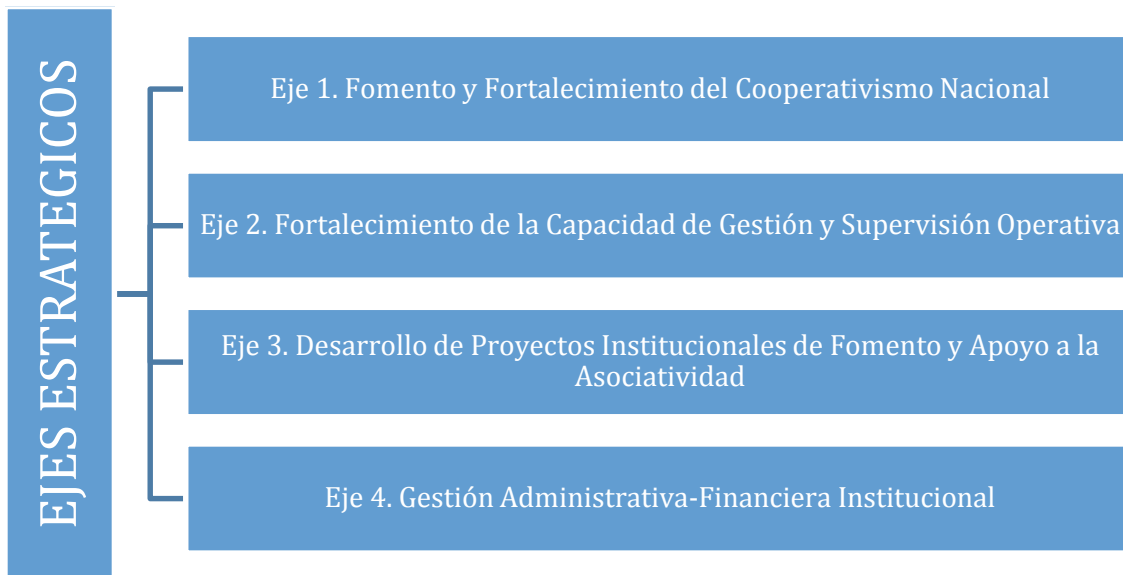 EJES ESTRATEGICOS
Eje 1. Fomento y Fortalecimiento del Cooperativismo Nacional
Eje 2. Fortalecimiento de la Capacidad de Gestión y Supervisión Operativa
Eje 3. Desarrollo de Proyectos Institucionales de Fomento y Apoyo a la
Asociatividad
Eje 4. Gestión Administrativa-Financiera Institucional